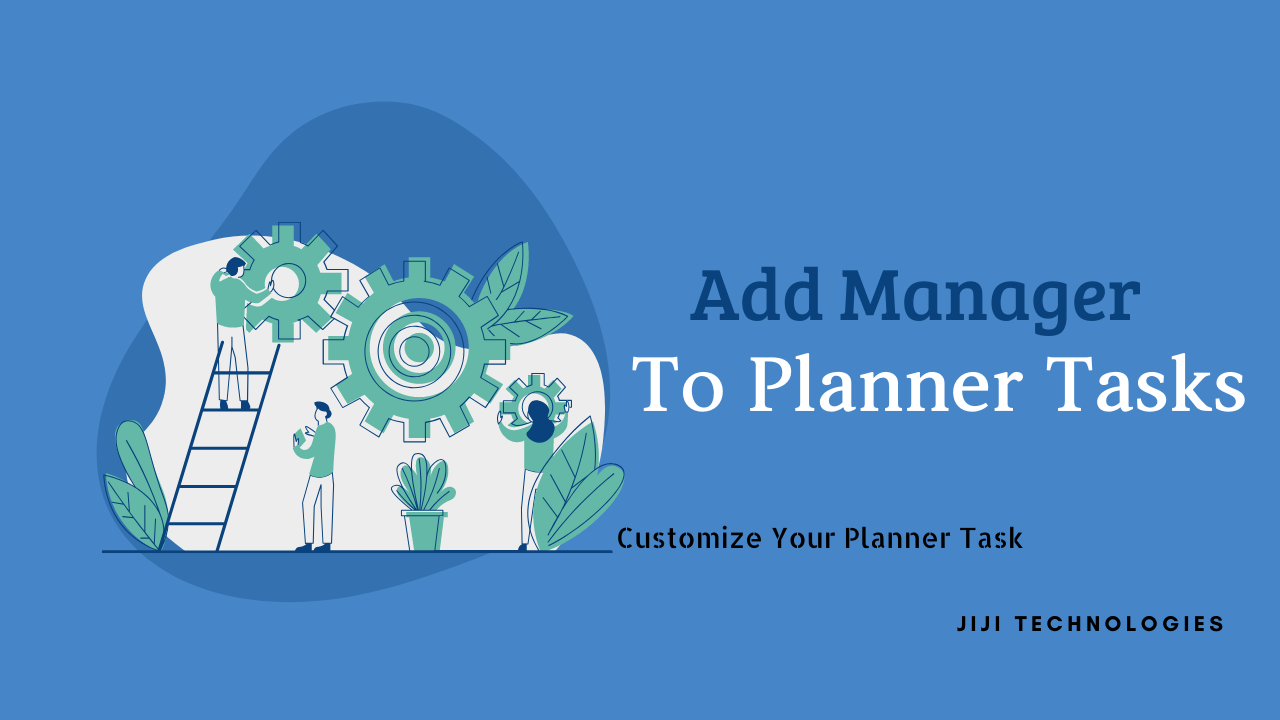 Add Manager
To Planner Tasks
Customize Your Planner Task
JIJI TECHNOLOGIES